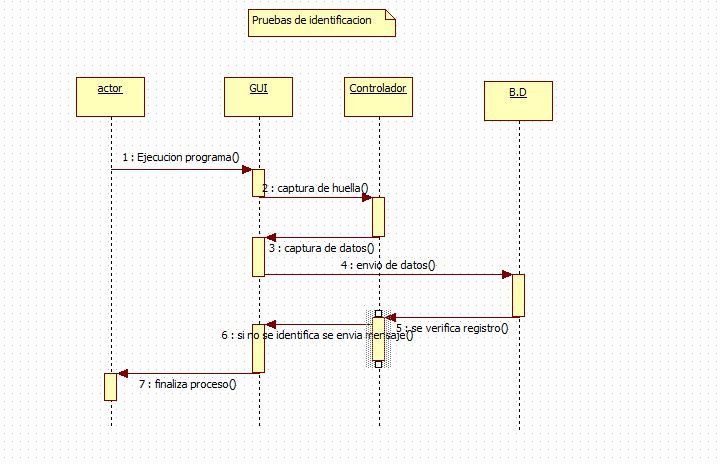 Pruebas de identificacion
actor
GUI
Controlador
B.D
1 : Ejecucion programa()
2 : captura de huella()
3 : captura de datos()
4 : envio de datos()
5 : se verifica registro()
6 : si no se identifica se envia mensaje()
7 : finaliza proceso()